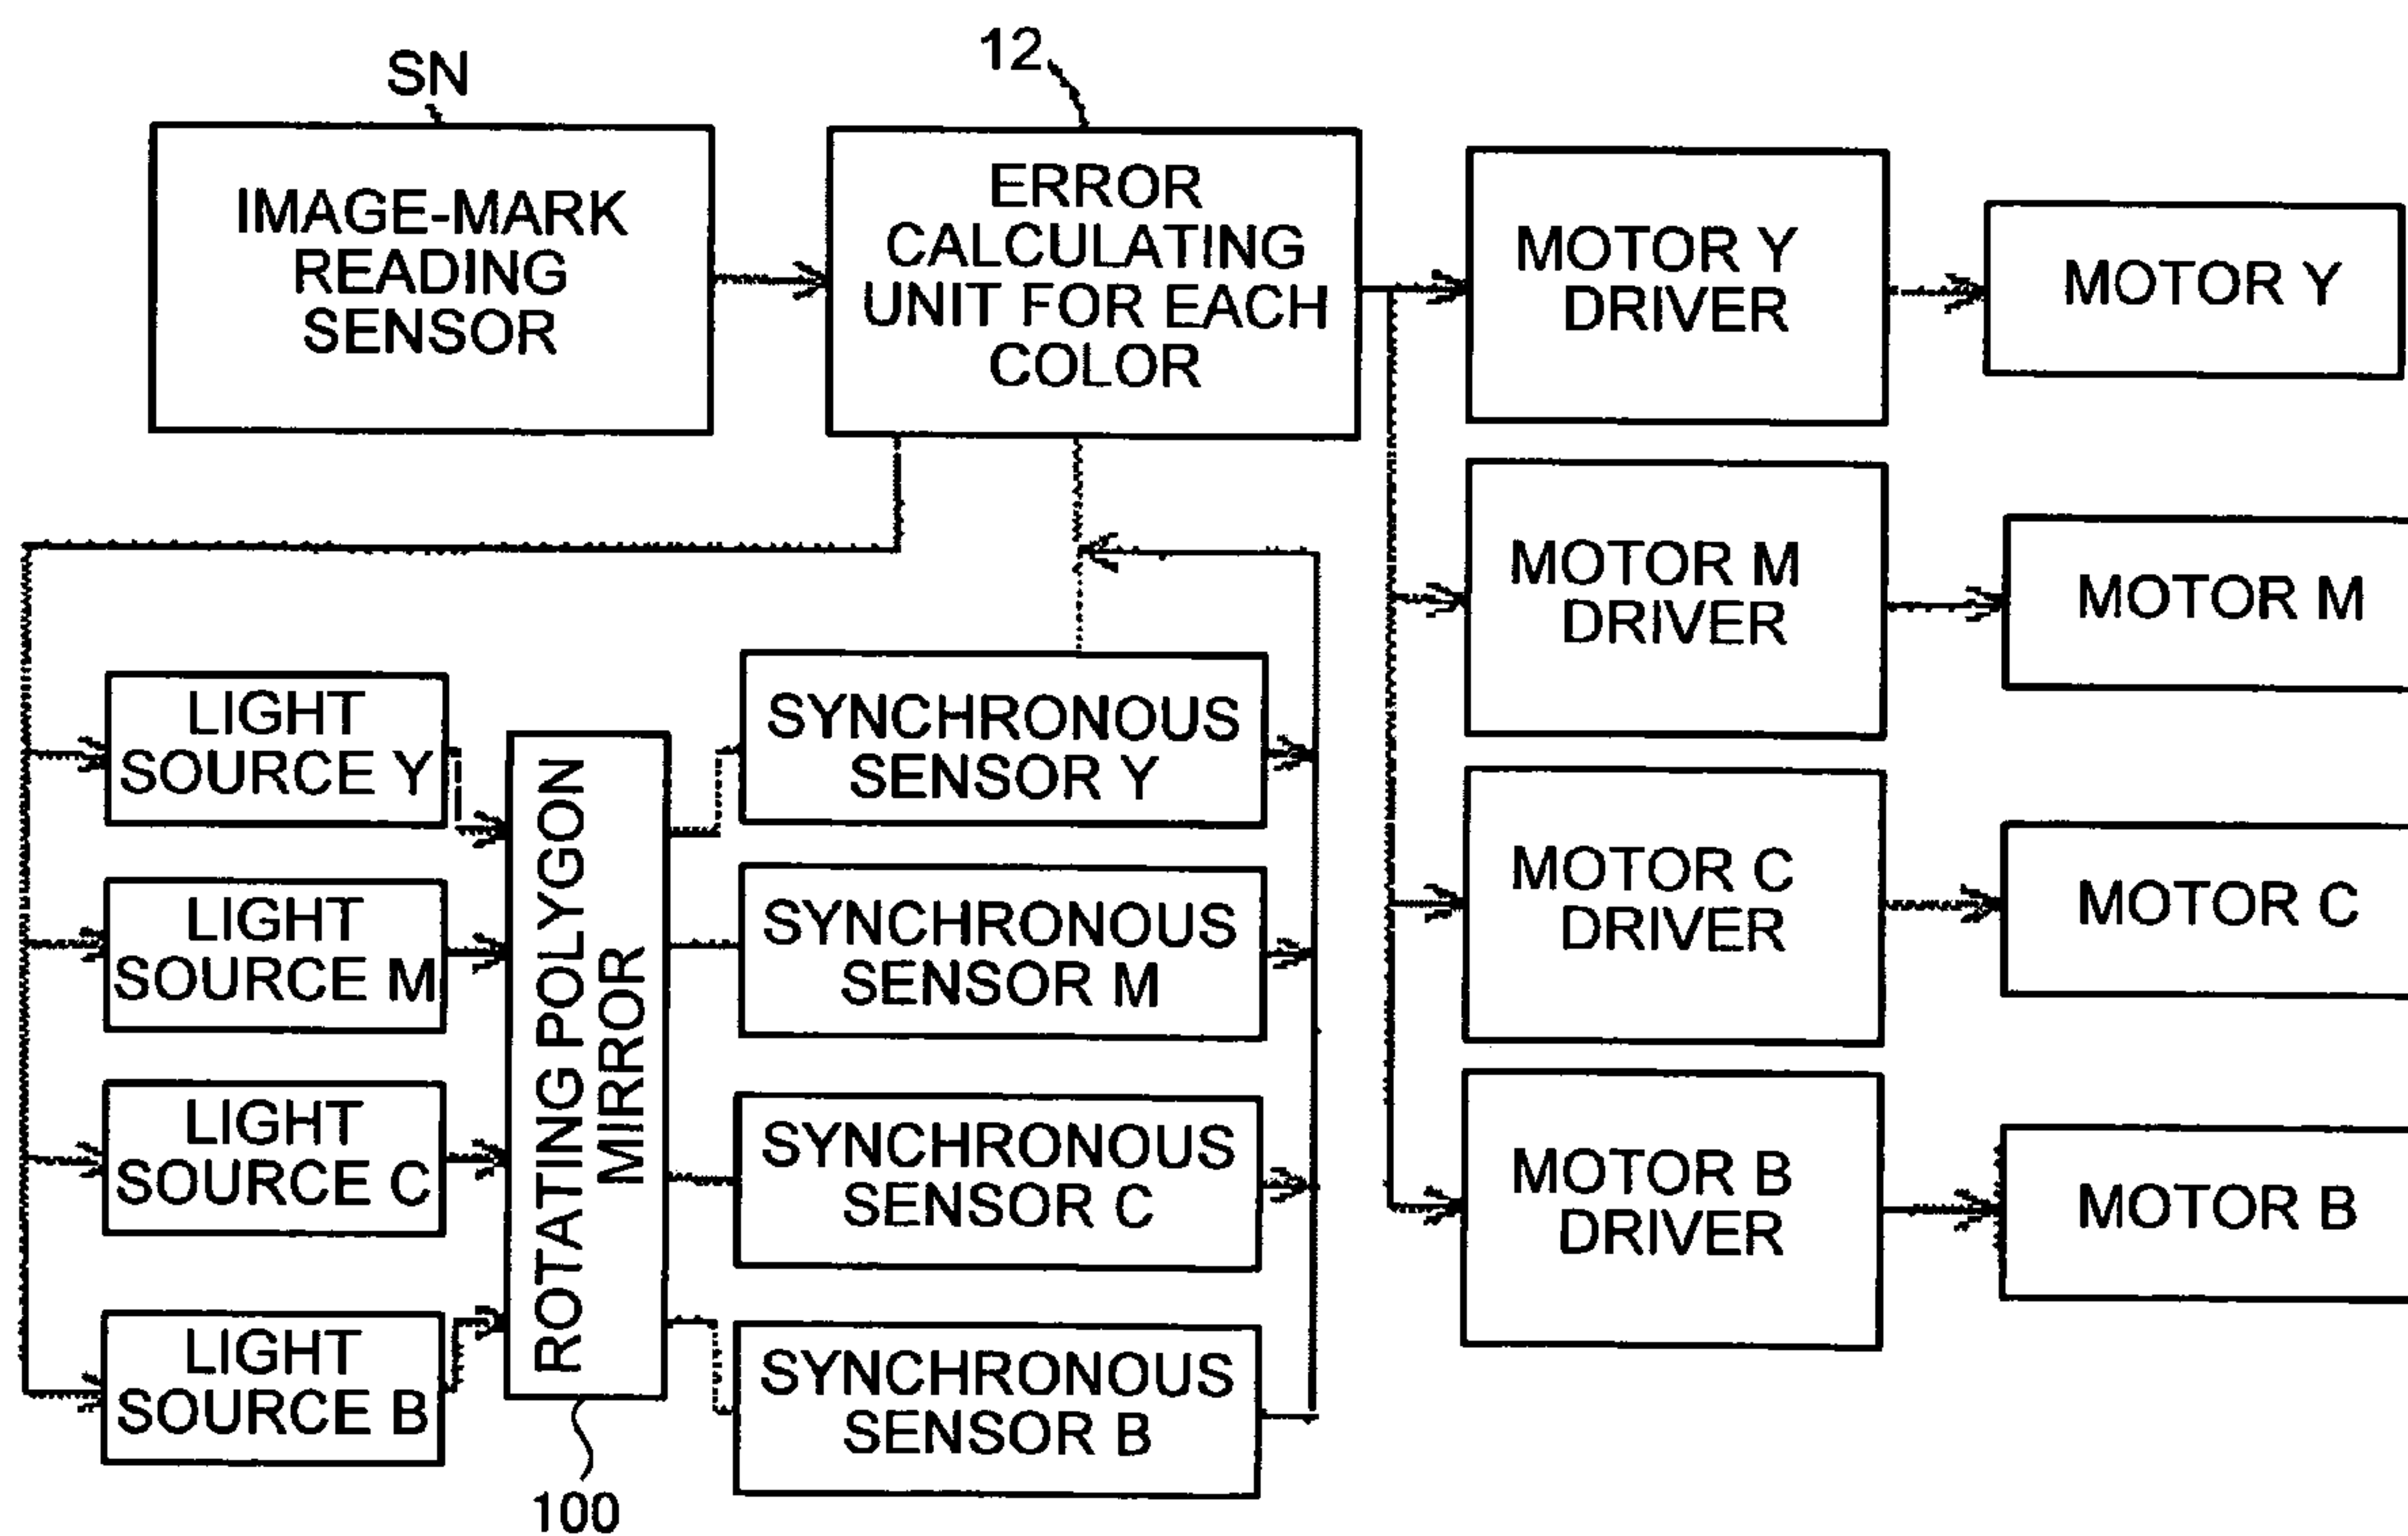 SN
12
IMAGE-MARK
READING
SENSOR
ERROR
CALCULATING
UNIT FOR EACH
COLOR
MOTOR Y
DRIVER
MOTOR Y
MOTOR M
DRIVER
MOTOR M
MOTOR C
DRIVER
MOTOR C
MOTOR B
DRIVER
MOTOR B
LIGHT
SOURCE Y
LIGHT
SOURCE M
LIGHT
SOURCE C
LIGHT
SOURCE B
ROTATING POLYGON
MIRROR
100
SYNCHRONOUS
SENSOR Y
SYNCHRONOUS
SENSOR M
SYNCHRONOUS
SENSOR C
SYNCHRONOUS
SENSOR B